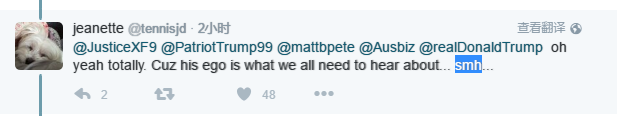 jeanette @tennisjd · 2小时 查看翻译
@JusticeXF9 @PatriotTrump99 @mattbpete @Ausbiz @realDonaldTrump oh
yeah totally. Cuz his ego is what we all need to hear about... smh...
2 48